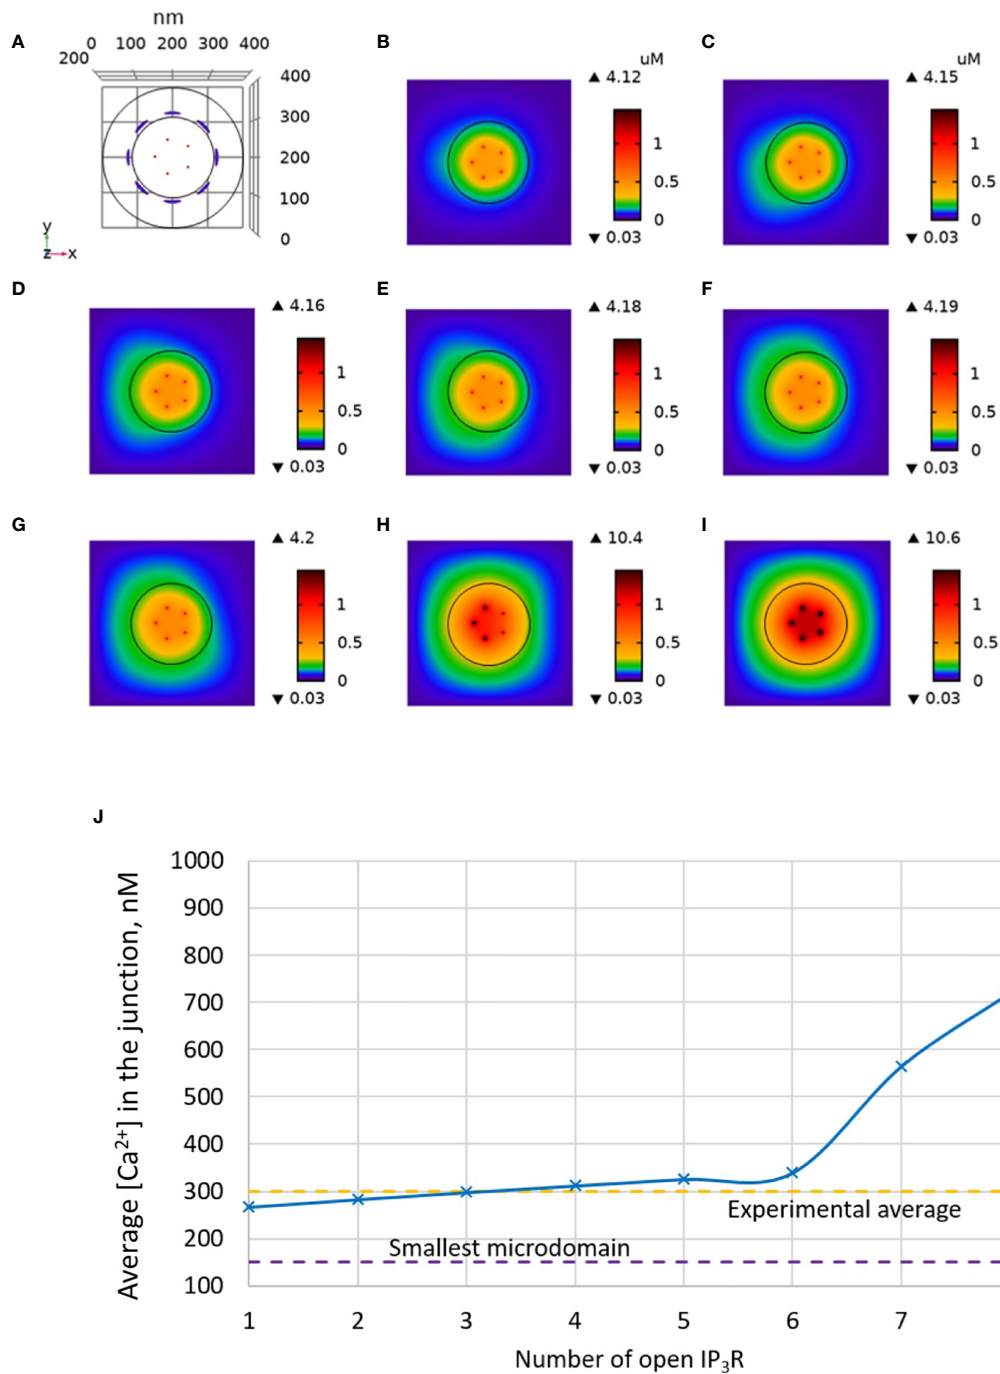 nm
A
0 100 200 300 400
200
400
300
200
100
0
y
z x
B
▲ 4.12
uM
1
0.5
0
▼ 0.03
C
▲ 4.15
uM
1
0.5
0
▼ 0.03
D
▲ 4.16
1
0.5
0
▼ 0.03
E
▲ 4.18
1
0.5
0
▼ 0.03
F
▲ 4.19
1
0.5
0
▼ 0.03
G
▲ 4.2
1
0.5
0
▼ 0.03
H
▲ 10.4
1
0.5
0
▼ 0.03
I
▲ 10.6
1
0.5
0
▼ 0.03
J
Average [Ca²⁺] in the junction, nM
1000
900
800
700
600
500
400
300
200
100
Experimental average
Smallest microdomain
1 2 3 4 5 6 7
Number of open IP₃R